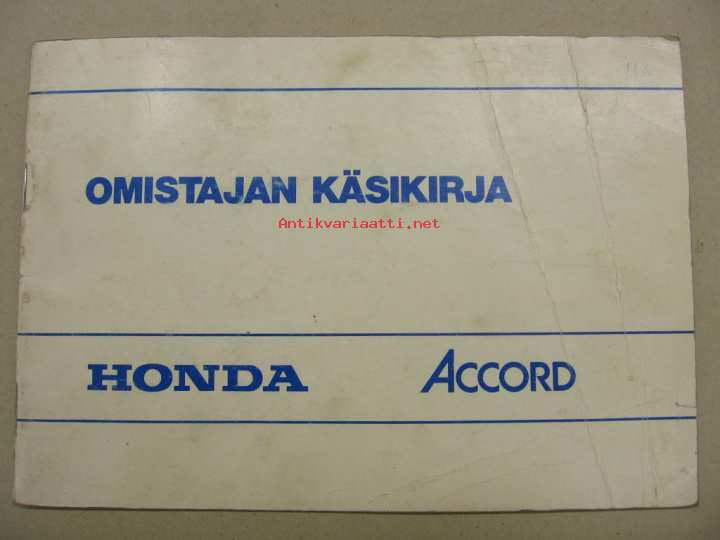 OMISTAJAN KÄSIKIRJA
Antikvariaatti.net
HONDA ACCORD